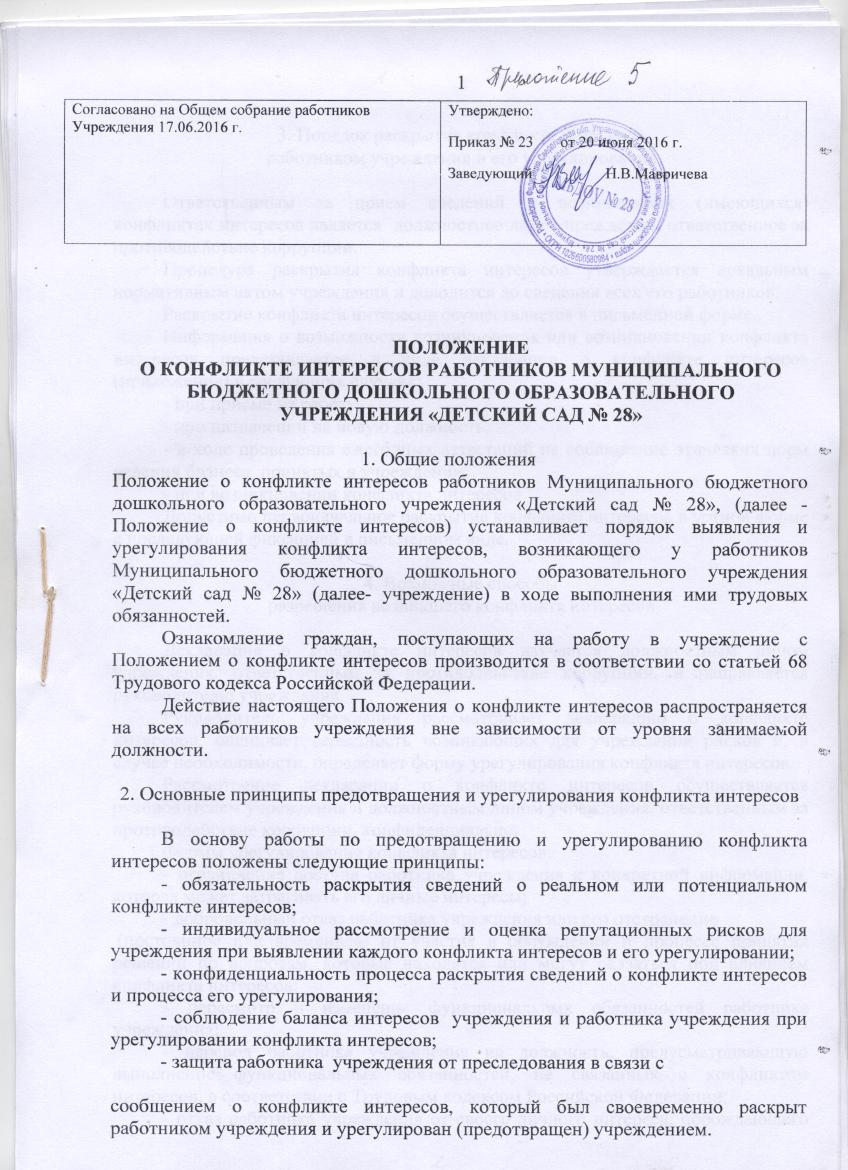 1 Приложение 5
Согласовано на Общем собрание работников
Учреждения 17.06.2016 г.
Утверждено:
Приказ № 23 от 20 июня 2016 г.
Заведующий Н.В.Мавричева
МБДОУ № 28
ПОЛОЖЕНИЕ
О КОНФЛИКТЕ ИНТЕРЕСОВ РАБОТНИКОВ МУНИЦИПАЛЬНОГО
БЮДЖЕТНОГО ДОШКОЛЬНОГО ОБРАЗОВАТЕЛЬНОГО
УЧРЕЖДЕНИЯ «ДЕТСКИЙ САД № 28»
1. Общие положения
Положение о конфликте интересов работников Муниципального бюджетного
дошкольного образовательного учреждения «Детский сад № 28», (далее -
Положение о конфликте интересов) устанавливает порядок выявления и
урегулирования конфликта интересов, возникающего у работников
Муниципального бюджетного дошкольного образовательного учреждения
«Детский сад № 28» (далее- учреждение) в ходе выполнения ими трудовых
обязанностей.
Ознакомление граждан, поступающих на работу в учреждение с
Положением о конфликте интересов производится в соответствии со статьей 68
Трудового кодекса Российской Федерации.
Действие настоящего Положения о конфликте интересов распространяется
на всех работников учреждения вне зависимости от уровня занимаемой
должности.
2. Основные принципы предотвращения и урегулирования конфликта интересов
В основу работы по предотвращению и урегулированию конфликта
интересов положены следующие принципы:
- обязательность раскрытия сведений о реальном или потенциальном
конфликте интересов;
- индивидуальное рассмотрение и оценка репутационных рисков для
учреждения при выявлении каждого конфликта интересов и его урегулировании;
- конфиденциальность процесса раскрытия сведений о конфликте интересов
и процесса его урегулирования;
- соблюдение баланса интересов учреждения и работника учреждения при
урегулировании конфликта интересов;
- защита работника учреждения от преследования в связи с
сообщением о конфликте интересов, который был своевременно раскрыт
работником учреждения и урегулирован (предотвращен) учреждением.